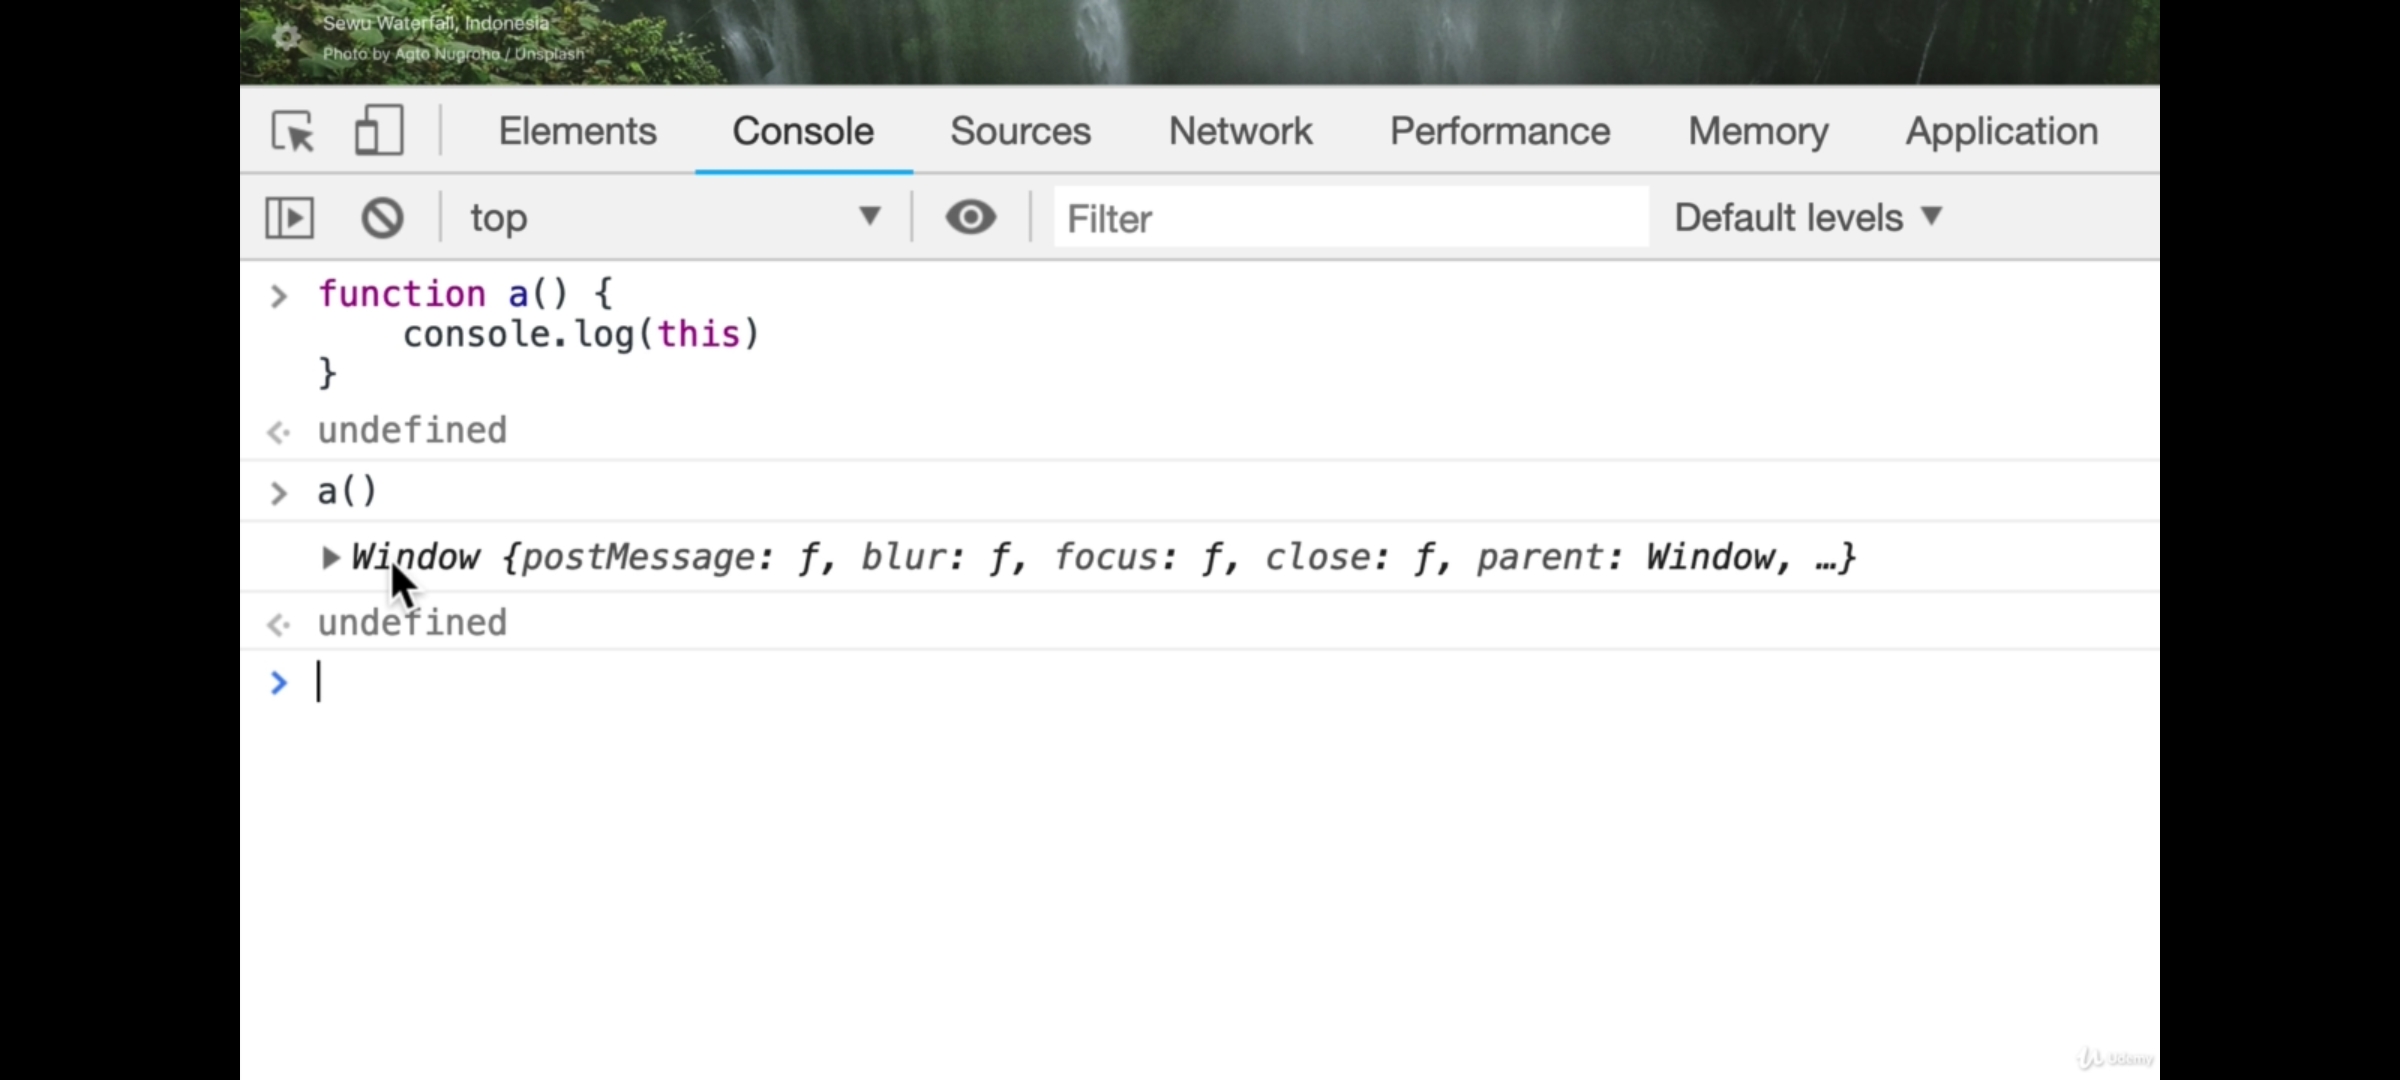 Sewu Waterfall, Indonesia
Photo by Agto Nugroho / Unsplash
Elements Console Sources Network Performance Memory Application
top ▼ Filter Default levels ▼
> function a() {
    console.log(this)
}
<· undefined
> a()
▶ Window {postMessage: ƒ, blur: ƒ, focus: ƒ, close: ƒ, parent: Window, …}
<· undefined
>
Udemy